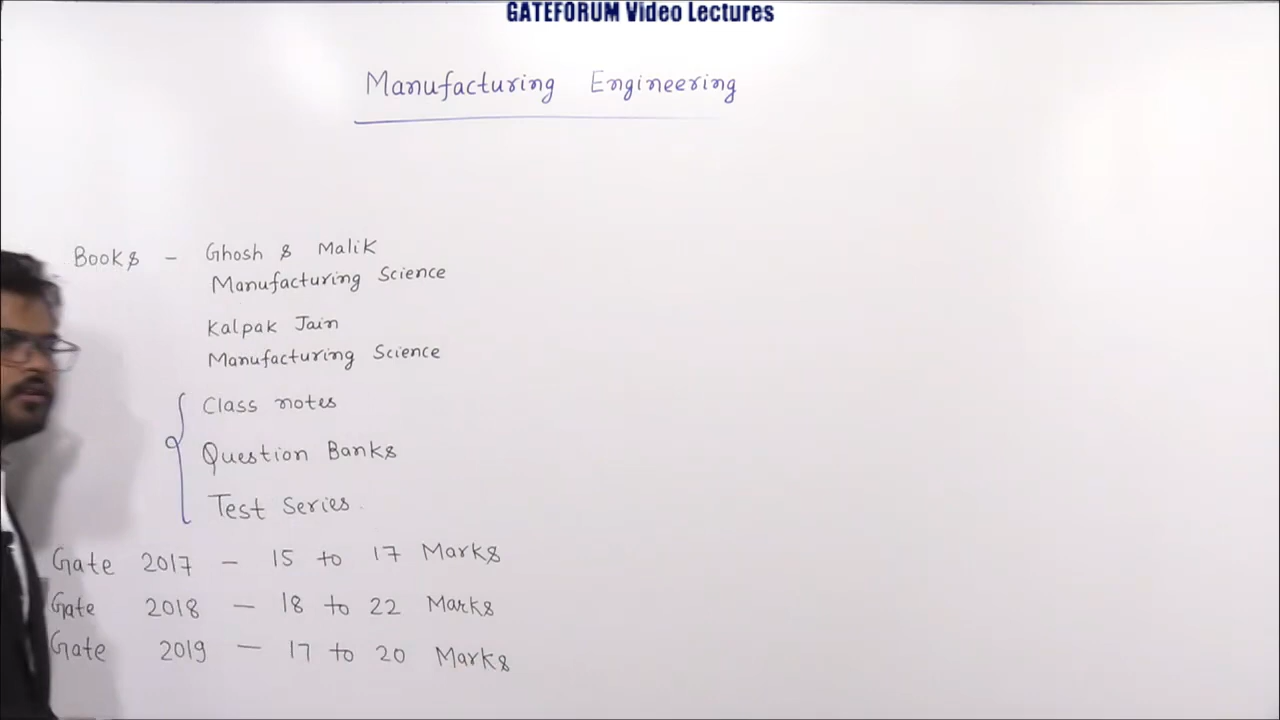 GATEFORUM Video Lectures
Manufacturing Engineering
Books - Ghosh & Malik
Manufacturing Science
Kalpak Jain
Manufacturing Science
Class notes
Question Banks
Test Series
Gate 2017 - 15 to 17 Marks
Gate 2018 - 18 to 22 Marks
Gate 2019 - 17 to 20 Marks